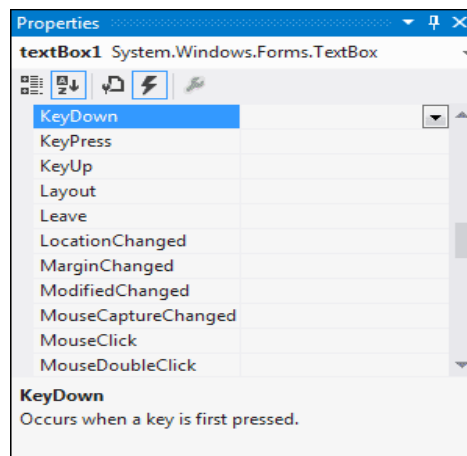 Properties
textBox1 System.Windows.Forms.TextBox
KeyDown
KeyPress
KeyUp
Layout
Leave
LocationChanged
MarginChanged
ModifiedChanged
MouseCaptureChanged
MouseClick
MouseDoubleClick
KeyDown
Occurs when a key is first pressed.